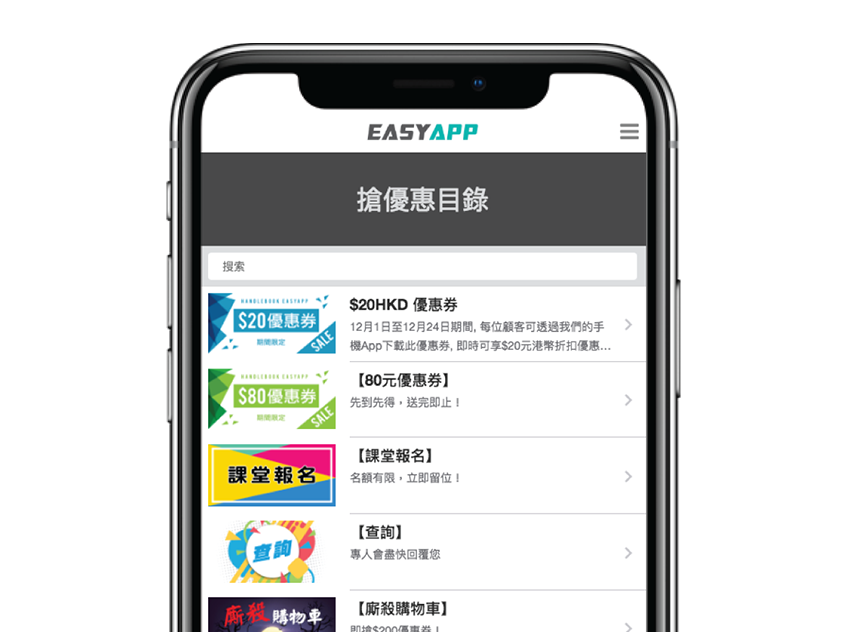 EASYAPP
搶優惠目錄
搜索
HANDLEBOOK EASYAPP
$20優惠券
期間限定
SALE
$20HKD 優惠券
12月1日至12月24日期間, 每位顧客可透過我們的手
機App下載此優惠券, 即時可享$20元港幣折扣優惠...
HANDLEBOOK EASYAPP
$80優惠券
期間限定
SALE
【80元優惠券】
先到先得，送完即止！
課堂報名
【課堂報名】
名額有限，立即留位！
查詢
【查詢】
專人會盡快回覆您
廝殺購物車
【廝殺購物車】
即搶$200優惠券！